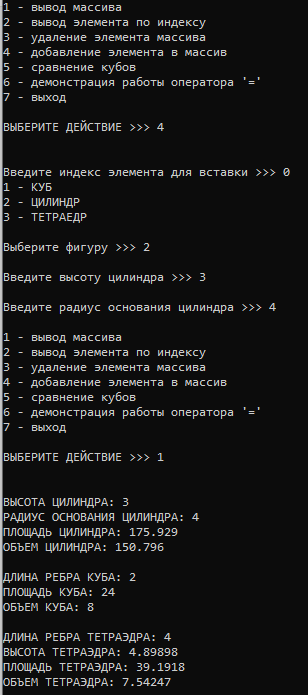 1 - вывод массива
2 - вывод элемента по индексу
3 - удаление элемента массива
4 - добавление элемента в массив
5 - сравнение кубов
6 - демонстрация работы оператора '='
7 - выход
ВЫБЕРИТЕ ДЕЙСТВИЕ >>> 4
Введите индекс элемента для вставки >>> 0
1 - КУБ
2 - ЦИЛИНДР
3 - ТЕТРАЕДР
Выберите фигуру >>> 2
Введите высоту цилиндра >>> 3
Введите радиус основания цилиндра >>> 4
1 - вывод массива
2 - вывод элемента по индексу
3 - удаление элемента массива
4 - добавление элемента в массив
5 - сравнение кубов
6 - демонстрация работы оператора '='
7 - выход
ВЫБЕРИТЕ ДЕЙСТВИЕ >>> 1
ВЫСОТА ЦИЛИНДРА: 3
РАДИУС ОСНОВАНИЯ ЦИЛИНДРА: 4
ПЛОЩАДЬ ЦИЛИНДРА: 175.929
ОБЪЕМ ЦИЛИНДРА: 150.796
ДЛИНА РЕБРА КУБА: 2
ПЛОЩАДЬ КУБА: 24
ОБЪЕМ КУБА: 8
ДЛИНА РЕБРА ТЕТРАЭДРА: 4
ВЫСОТА ТЕТРАЭДРА: 4.89898
ПЛОЩАДЬ ТЕТРАЭДРА: 39.1918
ОБЪЕМ ТЕТРАЭДРА: 7.54247